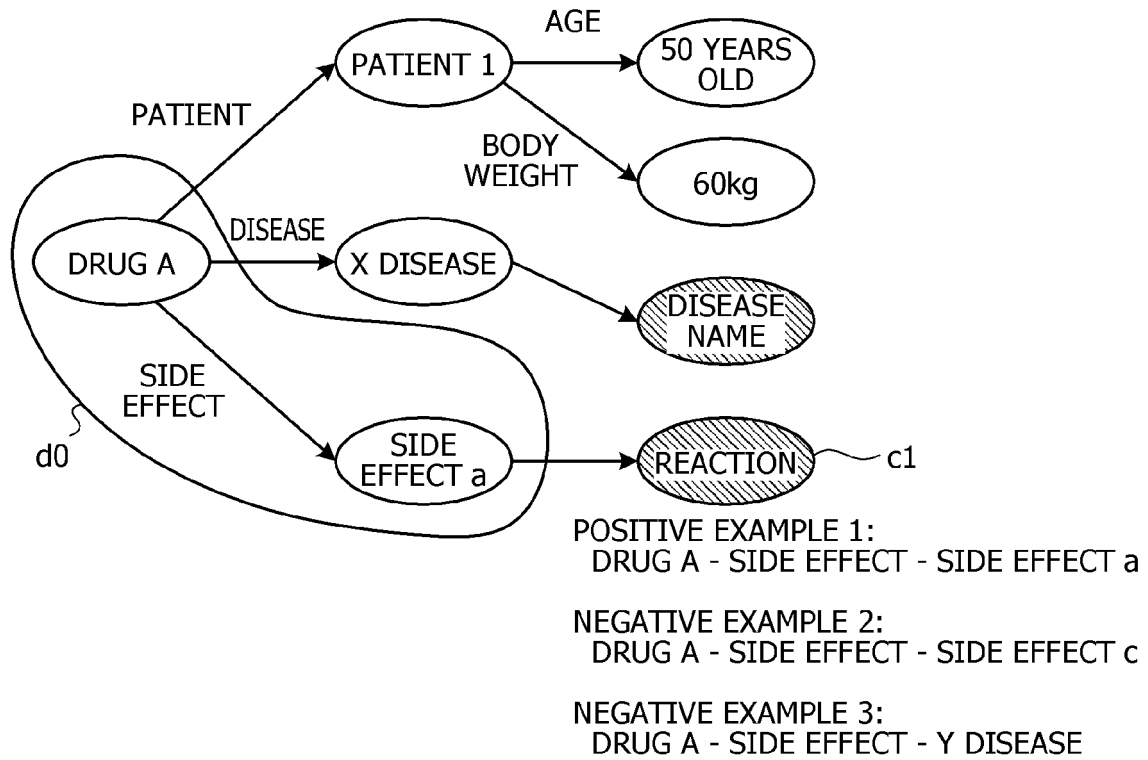 AGE
PATIENT 1
50 YEARS
OLD
PATIENT
BODY
WEIGHT
60kg
DISEASE
DRUG A
X DISEASE
DISEASE
NAME
SIDE
EFFECT
d0
SIDE
EFFECT a
REACTION
c1
POSITIVE EXAMPLE 1:
DRUG A - SIDE EFFECT - SIDE EFFECT a
NEGATIVE EXAMPLE 2:
DRUG A - SIDE EFFECT - SIDE EFFECT c
NEGATIVE EXAMPLE 3:
DRUG A - SIDE EFFECT - Y DISEASE